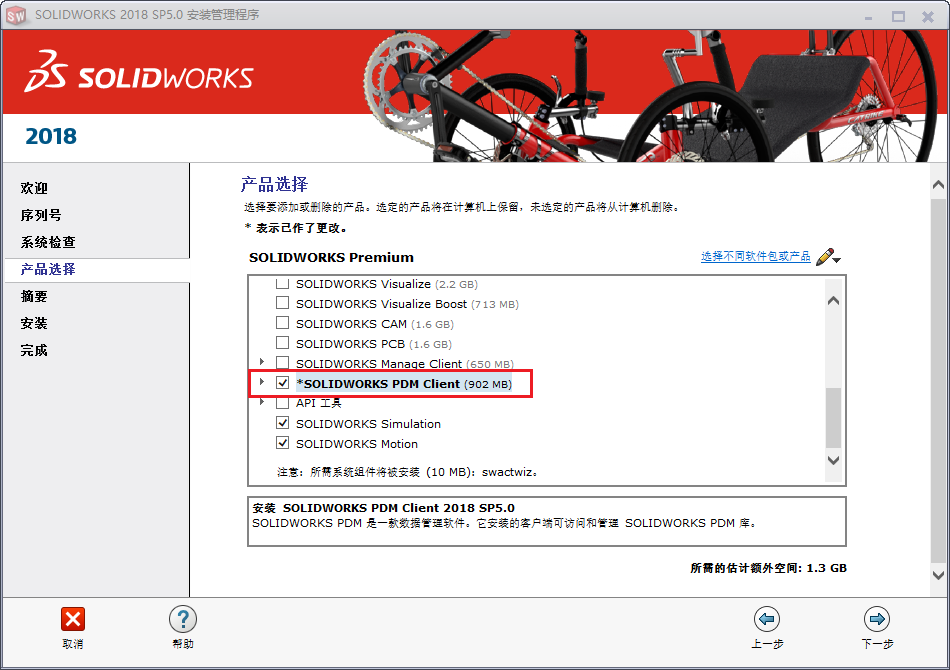 SW SOLIDWORKS 2018 SP5.0 安装管理程序
SOLIDWORKS
CATRIKE
2018
欢迎
序列号
系统检查
产品选择
摘要
安装
完成
产品选择
选择要添加或删除的产品。选定的产品将在计算机上保留，未选定的产品将从计算机删除。
* 表示已作了更改。
SOLIDWORKS Premium
选择不同软件包或产品
SOLIDWORKS Visualize (2.2 GB)
SOLIDWORKS Visualize Boost (713 MB)
SOLIDWORKS CAM (1.6 GB)
SOLIDWORKS PCB (1.6 GB)
SOLIDWORKS Manage Client (650 MB)
*SOLIDWORKS PDM Client (902 MB)
API 工具
SOLIDWORKS Simulation
SOLIDWORKS Motion
注意：所需系统组件将被安装 (10 MB)：swactwiz。
安装 SOLIDWORKS PDM Client 2018 SP5.0
SOLIDWORKS PDM 是一款数据管理软件。它安装的客户端可访问和管理 SOLIDWORKS PDM 库。
所需的估计额外空间: 1.3 GB
取消
帮助
上一步
下一步